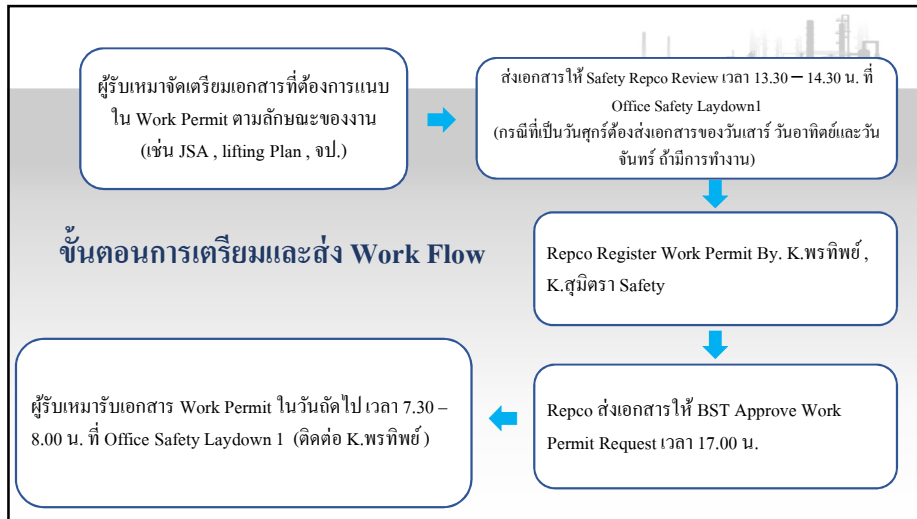 ผู้รับเหมาจัดเตรียมเอกสารที่ต้องการแนบ
ใน Work Permit ตามลักษณะของงาน
(เช่น JSA , lifting Plan , จป.)
ส่งเอกสารให้ Safety Repco Review เวลา 13.30 – 14.30 น. ที่
Office Safety Laydown1
(กรณีที่เป็นวันศุกร์ต้องส่งเอกสารของวันเสาร์ วันอาทิตย์และวัน
จันทร์ ถ้ามีการทำงาน)
ขั้นตอนการเตรียมและส่ง Work Flow
Repco Register Work Permit By. K.พรทิพย์ ,
K.สุมิตรา Safety
Repco ส่งเอกสารให้ BST Approve Work
Permit Request เวลา 17.00 น.
ผู้รับเหมารับเอกสาร Work Permit ในวันถัดไป เวลา 7.30 –
8.00 น. ที่ Office Safety Laydown 1 (ติดต่อ K.พรทิพย์ )